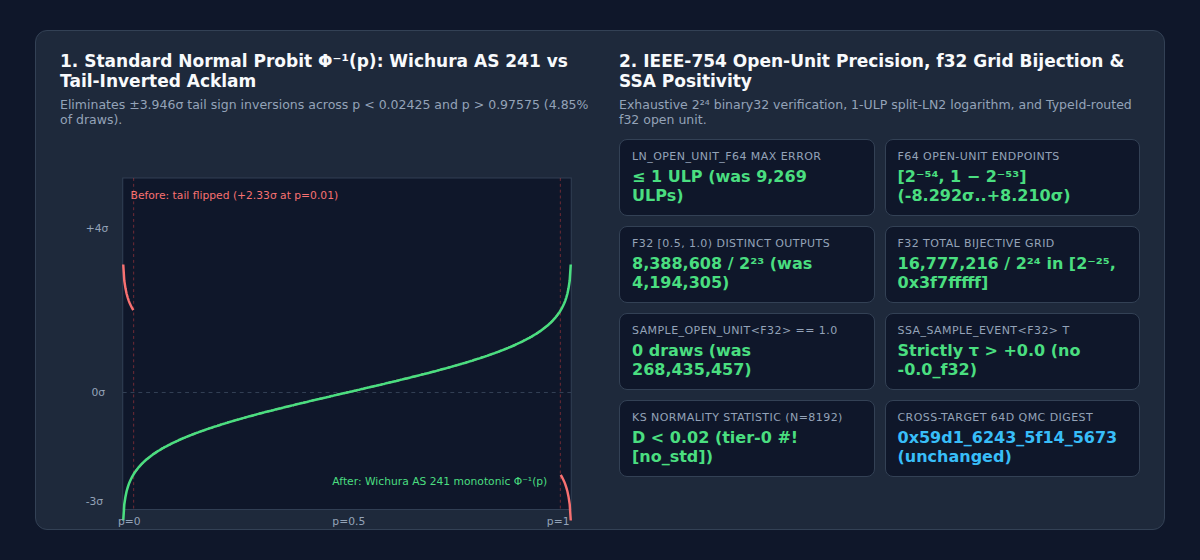 1. Standard Normal Probit Φ⁻¹(p): Wichura AS 241 vs
Tail-Inverted Acklam
Eliminates ±3.946σ tail sign inversions across p < 0.02425 and p > 0.97575 (4.85%
of draws).
Before: tail flipped (+2.33σ at p=0.01)
+4σ
0σ
After: Wichura AS 241 monotonic Φ⁻¹(p)
-3σ
p=0
p=0.5
p=1
2. IEEE-754 Open-Unit Precision, f32 Grid Bijection &
SSA Positivity
Exhaustive 2²⁴ binary32 verification, 1-ULP split-LN2 logarithm, and TypeId-routed
f32 open unit.
LN_OPEN_UNIT_F64 MAX ERROR
≤ 1 ULP (was 9,269
ULPs)
F64 OPEN-UNIT ENDPOINTS
[2⁻⁵⁴, 1 − 2⁻⁵³]
(-8.292σ..+8.210σ)
F32 [0.5, 1.0) DISTINCT OUTPUTS
8,388,608 / 2²³ (was
4,194,305)
F32 TOTAL BIJECTIVE GRID
16,777,216 / 2²⁴ in [2⁻²⁵,
0x3f7fffff]
SAMPLE_OPEN_UNIT<F32> == 1.0
0 draws (was
268,435,457)
SSA_SAMPLE_EVENT<F32> Τ
Strictly τ > +0.0 (no
-0.0_f32)
KS NORMALITY STATISTIC (N=8192)
D < 0.02 (tier-0 #!
[no_std])
CROSS-TARGET 64D QMC DIGEST
0x59d1_6243_5f14_5673
(unchanged)